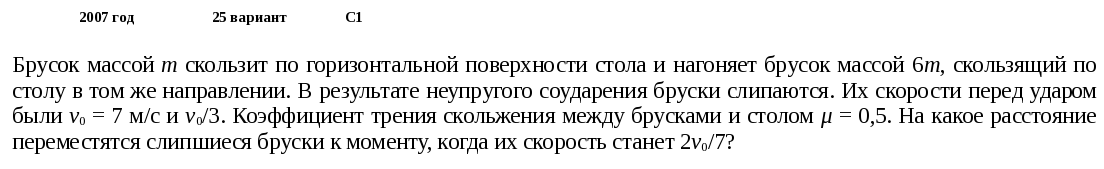 2007 год 25 вариант C1
Брусок массой m скользит по горизонтальной поверхности стола и нагоняет брусок массой 6m, скользящий по
столу в том же направлении. В результате неупругого соударения бруски слипаются. Их скорости перед ударом
были v₀ = 7 м/с и v₀/3. Коэффициент трения скольжения между брусками и столом μ = 0,5. На какое расстояние
переместятся слипшиеся бруски к моменту, когда их скорость станет 2v₀/7?